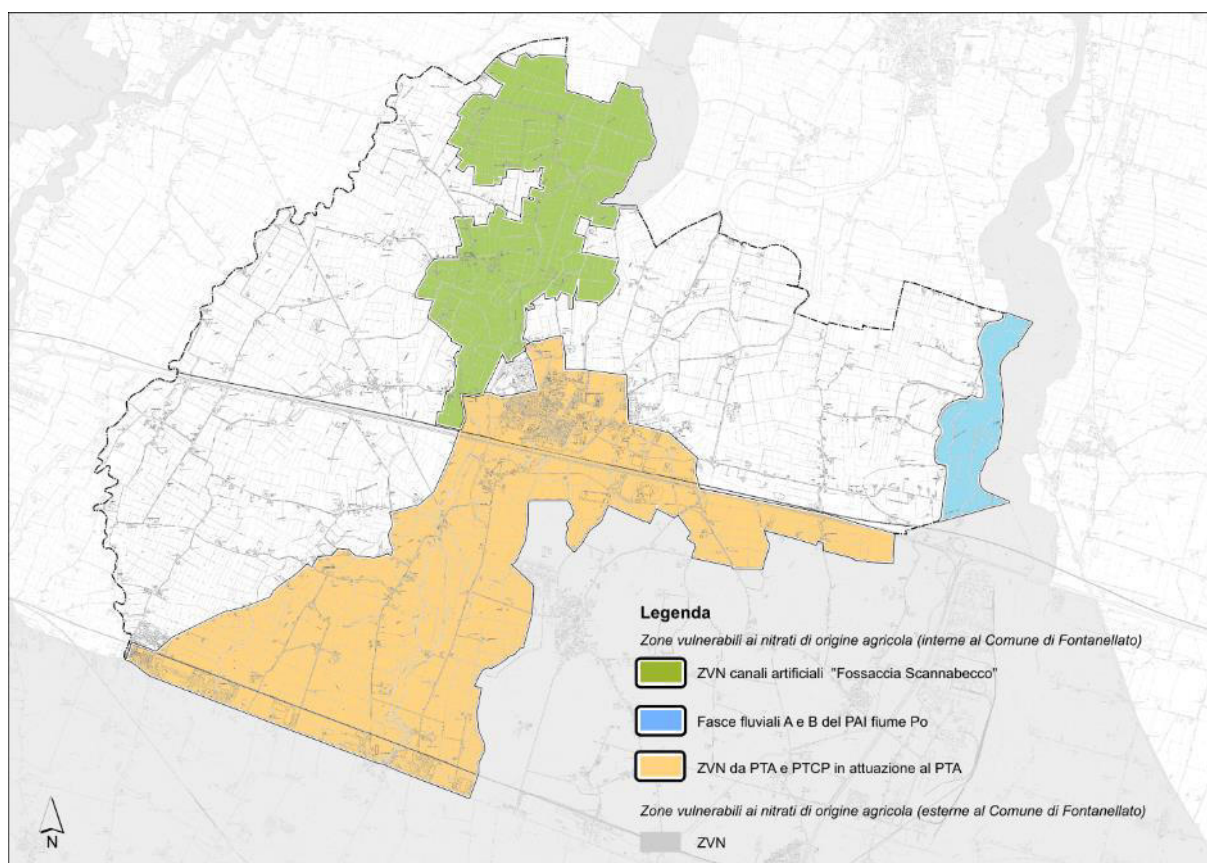 Legenda
Zone vulnerabili ai nitrati di origine agricola (interne al Comune di Fontanellato)
ZVN canali artificiali "Fossaccia Scannabecco"
Fasce fluviali A e B del PAI fiume Po
ZVN da PTA e PTCP in attuazione al PTA
Zone vulnerabili ai nitrati di origine agricola (esterne al Comune di Fontanellato)
ZVN
N